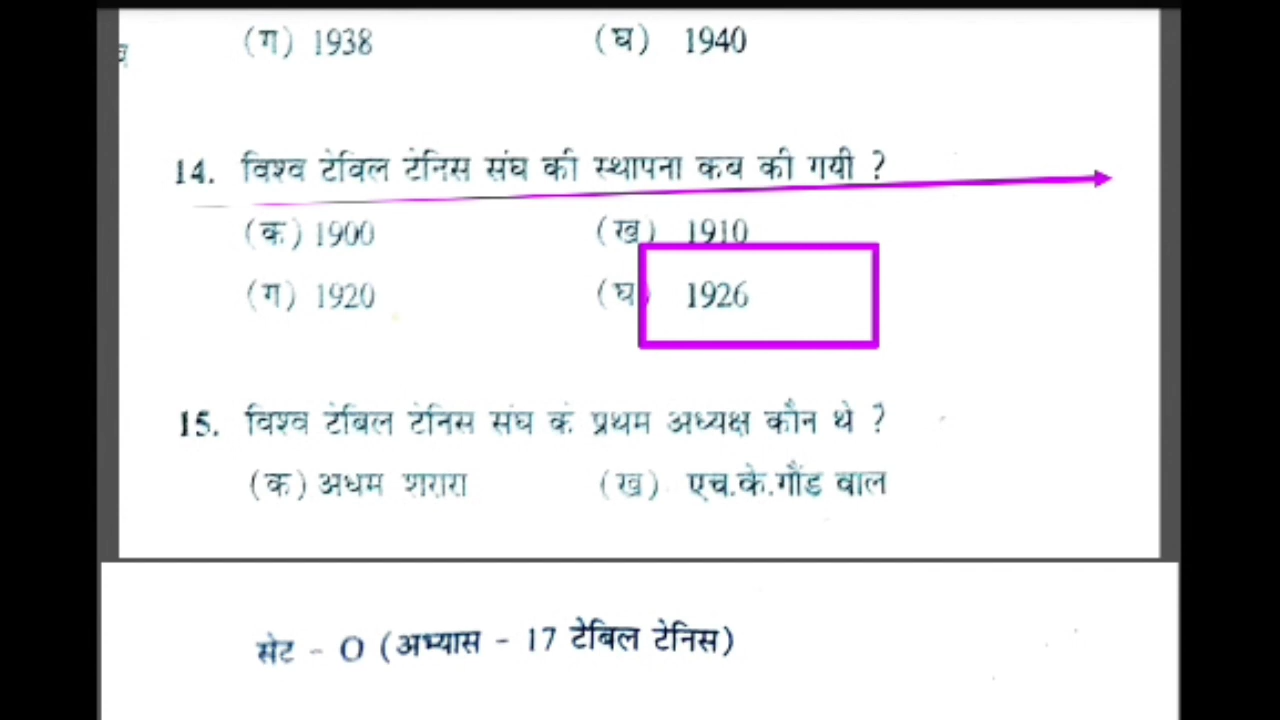 (ग) 1938 (घ) 1940
14. विश्व टेबिल टेनिस संघ की स्थापना कब की गयी ?
(क) 1900 (ख) 1910
(ग) 1920 (घ) 1926
15. विश्व टेबिल टेनिस संघ के प्रथम अध्यक्ष कौन थे ?
(क) अधम शरारा (ख) एच.के.गौंड वाल
सेट - O (अभ्यास - 17 टेबिल टेनिस)